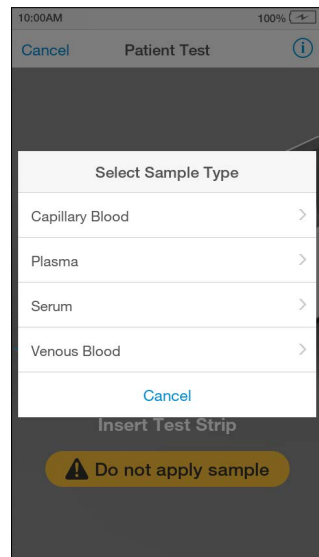 10:00AM 100%
Cancel Patient Test i
Select Sample Type
Capillary Blood
Plasma
Serum
Venous Blood
Cancel
Insert Test Strip
Do not apply sample